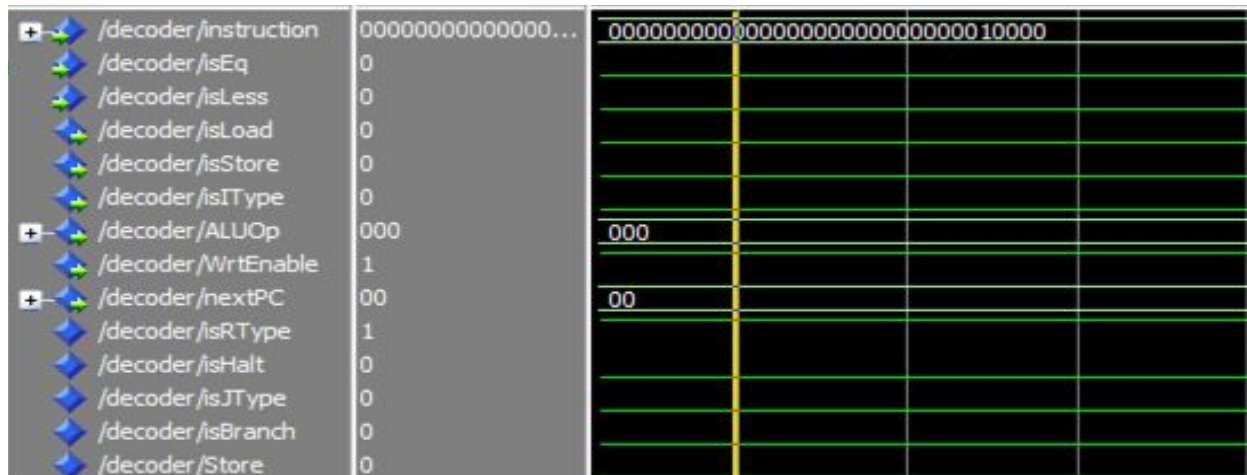 /decoder/instruction 00000000000000... 00000000000000000000000000010000
/decoder/isEq 0
/decoder/isLess 0
/decoder/isLoad 0
/decoder/isStore 0
/decoder/isIType 0
/decoder/ALUOp 000 000
/decoder/WrtEnable 1
/decoder/nextPC 00 00
/decoder/isRType 1
/decoder/isHalt 0
/decoder/isJType 0
/decoder/isBranch 0
/decoder/Store 0